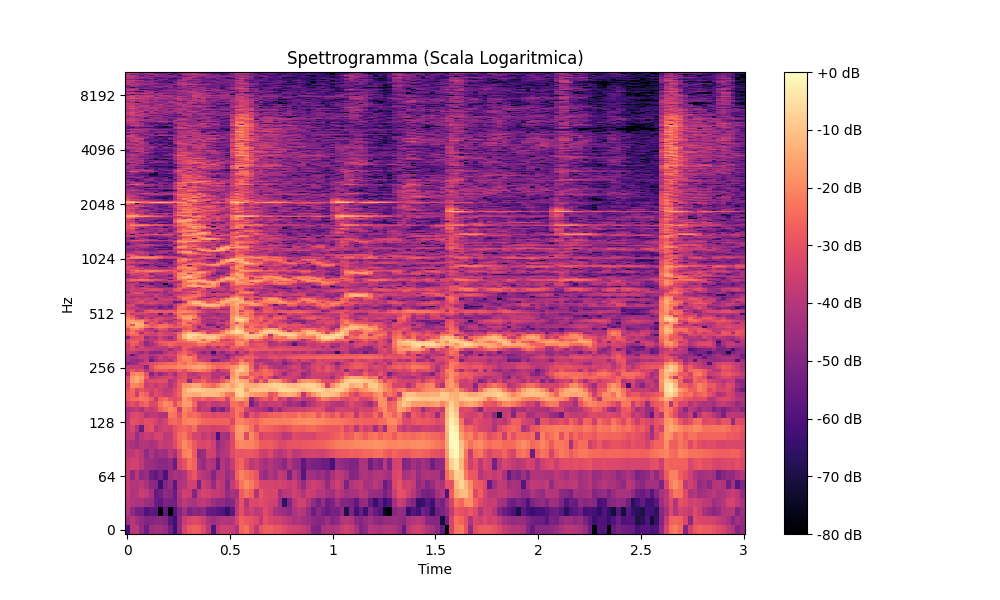 Spettrogramma (Scala Logaritmica)
Hz
8192
4096
2048
1024
512
256
128
64
0
0
0.5
1
1.5
2
2.5
3
Time
+0 dB
-10 dB
-20 dB
-30 dB
-40 dB
-50 dB
-60 dB
-70 dB
-80 dB